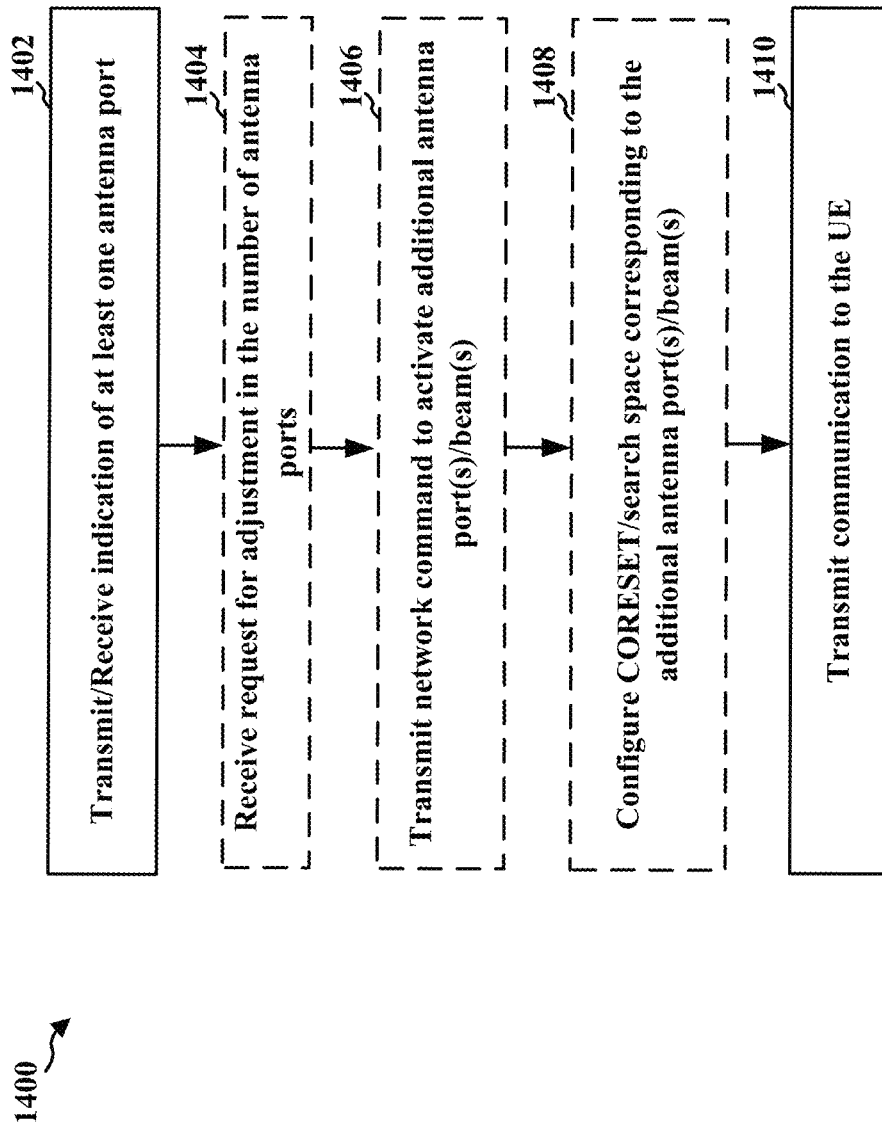 1400
1402
Transmit/Receive indication of at least one antenna port
1404
Receive request for adjustment in the number of antenna
ports
1406
Transmit network command to activate additional antenna
port(s)/beam(s)
1408
Configure CORESET/search space corresponding to the
additional antenna port(s)/beam(s)
1410
Transmit communication to the UE